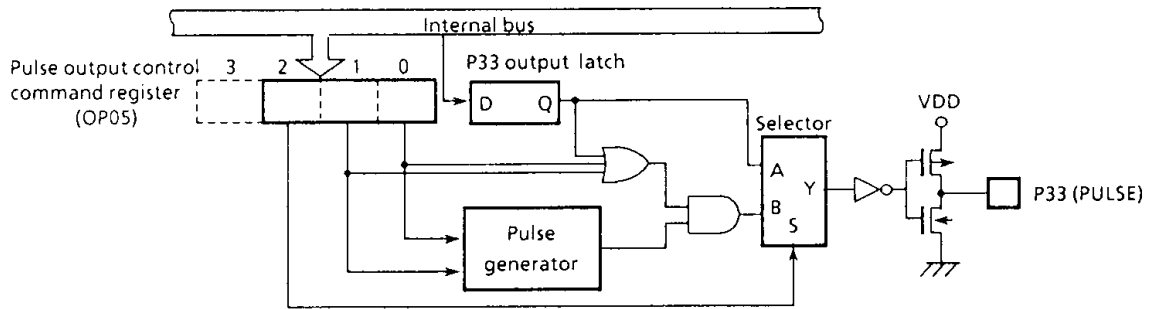 Internal bus
Pulse output control
command register
(OP05)
3 2 1 0
P33 output latch
D Q
VDD
Selector
A
Y
B
S
P33 (PULSE)
Pulse
generator